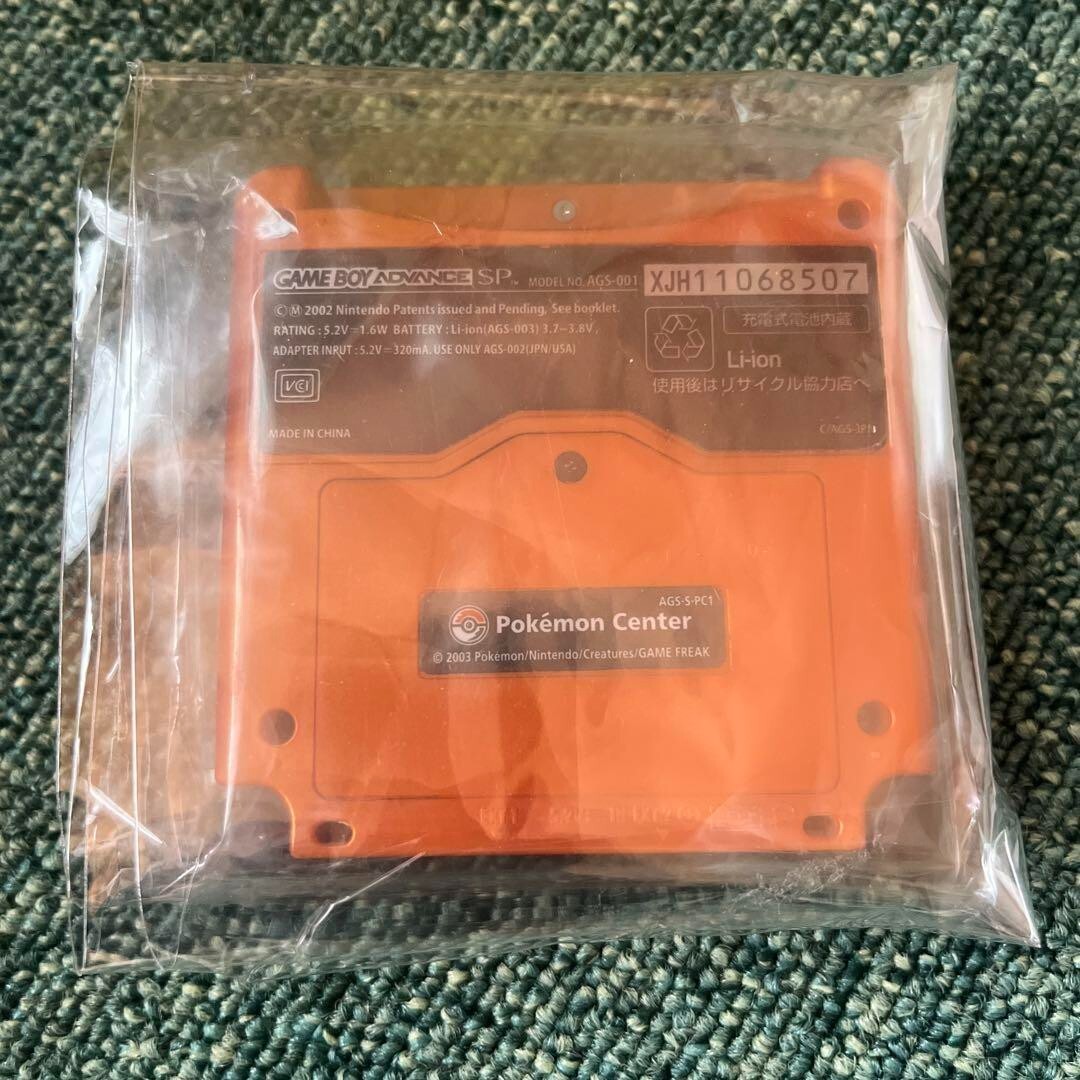 GAME BOY ADVANCE SP™ MODEL NO. AGS-001 XJH11068507
ⒸⓂ 2002 Nintendo Patents issued and Pending, See booklet.
RATING : 5.2V⎓1.6W BATTERY : Li-ion(AGS-003) 3.7–3.8V,
ADAPTER INPUT : 5.2V⎓320mA. USE ONLY AGS-002(JPN/USA)
VCI
充電式電池内蔵
Li-ion
使用後はリサイクル協力店へ
MADE IN CHINA
C/AGS-JPN
AGS-S-PC1
Pokémon Center
© 2003 Pokémon/Nintendo/Creatures/GAME FREAK